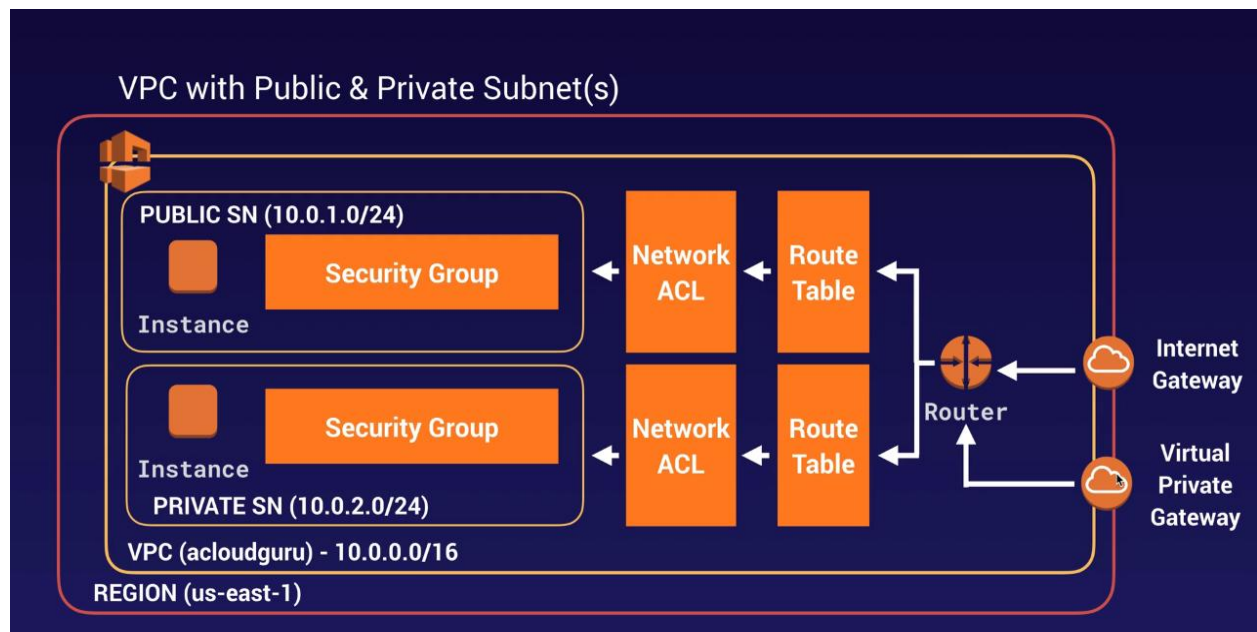 VPC with Public & Private Subnet(s)
PUBLIC SN (10.0.1.0/24)
Instance
Security Group
Network
ACL
Route
Table
Internet
Gateway
Router
Instance
Security Group
Network
ACL
Route
Table
PRIVATE SN (10.0.2.0/24)
Virtual
Private
Gateway
VPC (acloudguru) - 10.0.0.0/16
REGION (us-east-1)